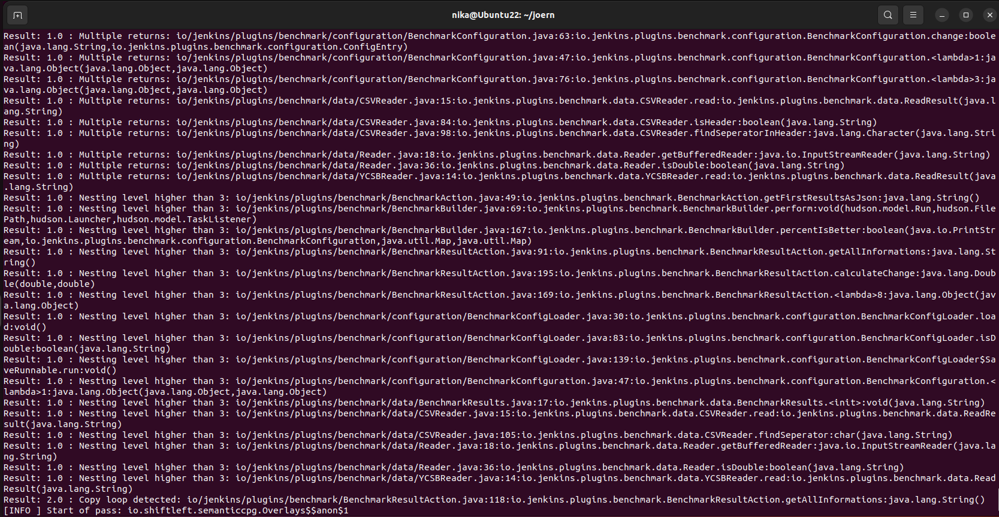 nika@Ubuntu22: ~/joern
Result: 1.0 : Multiple returns: io/jenkins/plugins/benchmark/configuration/BenchmarkConfiguration.java:63:io.jenkins.plugins.benchmark.configuration.BenchmarkConfiguration.change:boole
an(java.lang.String,io.jenkins.plugins.benchmark.configuration.ConfigEntry)
Result: 1.0 : Multiple returns: io/jenkins/plugins/benchmark/configuration/BenchmarkConfiguration.java:47:io.jenkins.plugins.benchmark.configuration.BenchmarkConfiguration.<lambda>1:ja
va.lang.Object(java.lang.Object,java.lang.Object)
Result: 1.0 : Multiple returns: io/jenkins/plugins/benchmark/configuration/BenchmarkConfiguration.java:76:io.jenkins.plugins.benchmark.configuration.BenchmarkConfiguration.<lambda>3:ja
va.lang.Object(java.lang.Object,java.lang.Object)
Result: 1.0 : Multiple returns: io/jenkins/plugins/benchmark/data/CSVReader.java:15:io.jenkins.plugins.benchmark.data.CSVReader.read:io.jenkins.plugins.benchmark.data.ReadResult(java.l
ang.String)
Result: 1.0 : Multiple returns: io/jenkins/plugins/benchmark/data/CSVReader.java:84:io.jenkins.plugins.benchmark.data.CSVReader.isHeader:boolean(java.lang.String)
Result: 1.0 : Multiple returns: io/jenkins/plugins/benchmark/data/CSVReader.java:98:io.jenkins.plugins.benchmark.data.CSVReader.findSeperatorInHeader:java.lang.Character(java.lang.Stri
ng)
Result: 1.0 : Multiple returns: io/jenkins/plugins/benchmark/data/Reader.java:18:io.jenkins.plugins.benchmark.data.Reader.getBufferedReader:java.io.InputStreamReader(java.lang.String)
Result: 1.0 : Multiple returns: io/jenkins/plugins/benchmark/data/Reader.java:36:io.jenkins.plugins.benchmark.data.Reader.isDouble:boolean(java.lang.String)
Result: 1.0 : Multiple returns: io/jenkins/plugins/benchmark/data/YCSBReader.java:14:io.jenkins.plugins.benchmark.data.YCSBReader.read:io.jenkins.plugins.benchmark.data.ReadResult(java
.lang.String)
Result: 1.0 : Nesting level higher than 3: io/jenkins/plugins/benchmark/BenchmarkAction.java:49:io.jenkins.plugins.benchmark.BenchmarkAction.getFirstResultsAsJson:java.lang.String()
Result: 1.0 : Nesting level higher than 3: io/jenkins/plugins/benchmark/BenchmarkBuilder.java:69:io.jenkins.plugins.benchmark.BenchmarkBuilder.perform:void(hudson.model.Run,hudson.File
Path,hudson.Launcher,hudson.model.TaskListener)
Result: 1.0 : Nesting level higher than 3: io/jenkins/plugins/benchmark/BenchmarkBuilder.java:167:io.jenkins.plugins.benchmark.BenchmarkBuilder.percentIsBetter:boolean(java.io.PrintStr
eam,io.jenkins.plugins.benchmark.configuration.BenchmarkConfiguration,java.util.Map,java.util.Map)
Result: 1.0 : Nesting level higher than 3: io/jenkins/plugins/benchmark/BenchmarkResultAction.java:91:io.jenkins.plugins.benchmark.BenchmarkResultAction.getAllInformations:java.lang.St
ring()
Result: 1.0 : Nesting level higher than 3: io/jenkins/plugins/benchmark/BenchmarkResultAction.java:195:io.jenkins.plugins.benchmark.BenchmarkResultAction.calculateChange:java.lang.Doub
le(double,double)
Result: 1.0 : Nesting level higher than 3: io/jenkins/plugins/benchmark/BenchmarkResultAction.java:169:io.jenkins.plugins.benchmark.BenchmarkResultAction.<lambda>8:java.lang.Object(jav
a.lang.Object)
Result: 1.0 : Nesting level higher than 3: io/jenkins/plugins/benchmark/configuration/BenchmarkConfigLoader.java:30:io.jenkins.plugins.benchmark.configuration.BenchmarkConfigLoader.loa
d:void()
Result: 1.0 : Nesting level higher than 3: io/jenkins/plugins/benchmark/configuration/BenchmarkConfigLoader.java:83:io.jenkins.plugins.benchmark.configuration.BenchmarkConfigLoader.isD
ouble:boolean(java.lang.String)
Result: 1.0 : Nesting level higher than 3: io/jenkins/plugins/benchmark/configuration/BenchmarkConfigLoader.java:139:io.jenkins.plugins.benchmark.configuration.BenchmarkConfigLoader$Sa
veRunnable.run:void()
Result: 1.0 : Nesting level higher than 3: io/jenkins/plugins/benchmark/configuration/BenchmarkConfiguration.java:47:io.jenkins.plugins.benchmark.configuration.BenchmarkConfiguration.<
lambda>1:java.lang.Object(java.lang.Object,java.lang.Object)
Result: 1.0 : Nesting level higher than 3: io/jenkins/plugins/benchmark/data/BenchmarkResults.java:17:io.jenkins.plugins.benchmark.data.BenchmarkResults.<init>:void(java.lang.String)
Result: 1.0 : Nesting level higher than 3: io/jenkins/plugins/benchmark/data/CSVReader.java:15:io.jenkins.plugins.benchmark.data.CSVReader.read:io.jenkins.plugins.benchmark.data.ReadRe
sult(java.lang.String)
Result: 1.0 : Nesting level higher than 3: io/jenkins/plugins/benchmark/data/CSVReader.java:105:io.jenkins.plugins.benchmark.data.CSVReader.findSeperator:char(java.lang.String)
Result: 1.0 : Nesting level higher than 3: io/jenkins/plugins/benchmark/data/Reader.java:18:io.jenkins.plugins.benchmark.data.Reader.getBufferedReader:java.io.InputStreamReader(java.la
ng.String)
Result: 1.0 : Nesting level higher than 3: io/jenkins/plugins/benchmark/data/Reader.java:36:io.jenkins.plugins.benchmark.data.Reader.isDouble:boolean(java.lang.String)
Result: 1.0 : Nesting level higher than 3: io/jenkins/plugins/benchmark/data/YCSBReader.java:14:io.jenkins.plugins.benchmark.data.YCSBReader.read:io.jenkins.plugins.benchmark.data.Read
Result(java.lang.String)
Result: 2.0 : Copy loop detected: io/jenkins/plugins/benchmark/BenchmarkResultAction.java:118:io.jenkins.plugins.benchmark.BenchmarkResultAction.getAllInformations:java.lang.String()
[INFO ] Start of pass: io.shiftleft.semanticcpg.Overlays$$anon$1